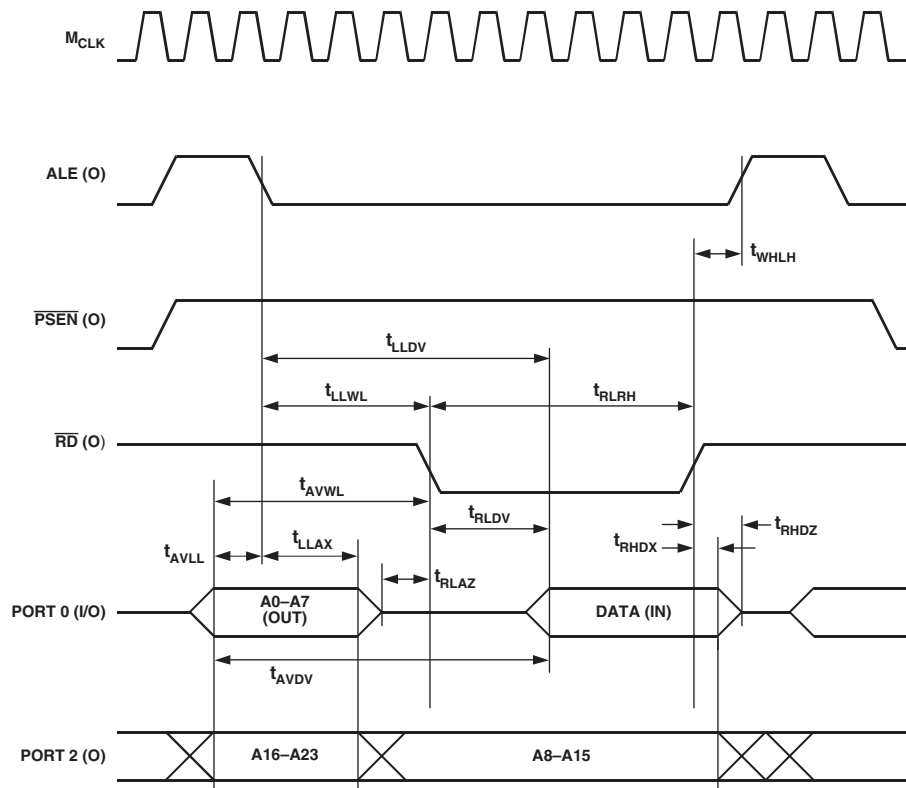 MCLK
ALE (O)
tWHLH
PSEN (O)
tLLDV
tLLWL
tRLRH
RD (O)
tAVWL
tRLDV
tRHDZ
tAVLL
tLLAX
tRHDX
tRLAZ
PORT 0 (I/O)
A0–A7
(OUT)
DATA (IN)
tAVDV
PORT 2 (O)
A16–A23
A8–A15